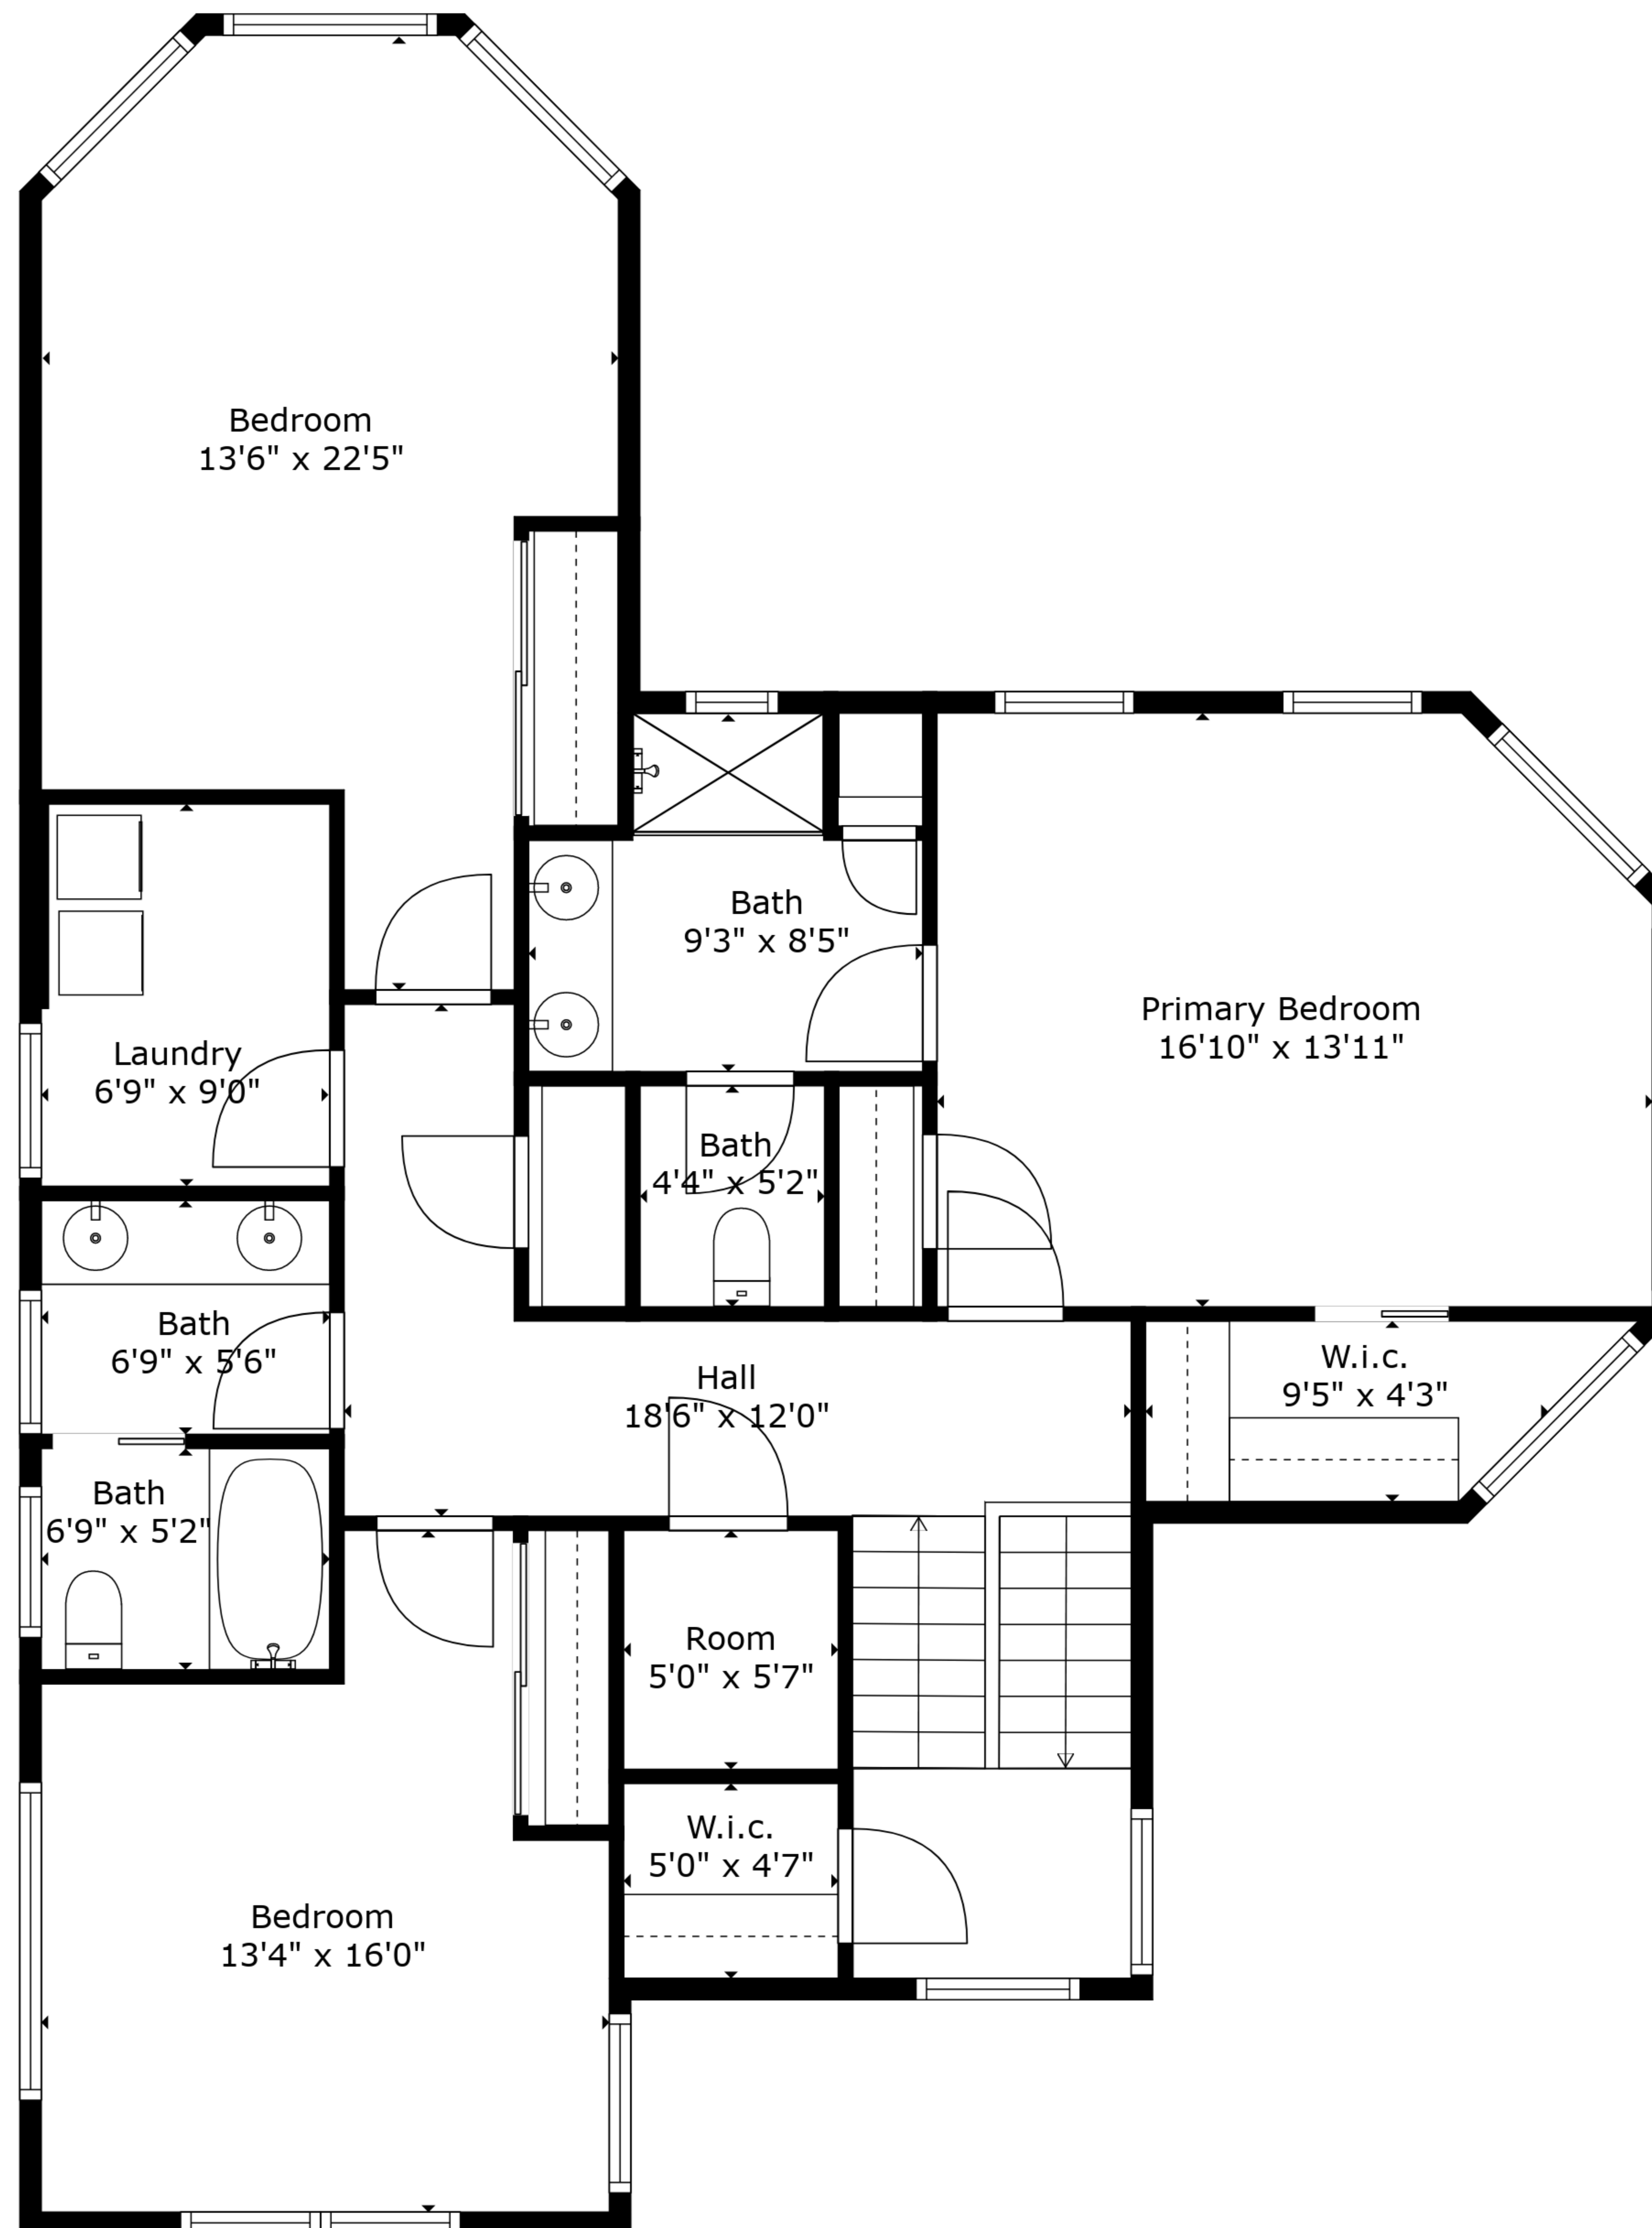 Bedroom
13'6" x 22'5"
Bath
9'3" x 8'5"
Primary Bedroom
16'10" x 13'11"
Laundry
6'9" x 9'0"
Bath
4'4" x 5'2"
Bath
6'9" x 5'6"
Hall
18'6" x 12'0"
W.i.c.
9'5" x 4'3"
Bath
6'9" x 5'2"
Room
5'0" x 5'7"
W.i.c.
5'0" x 4'7"
Bedroom
13'4" x 16'0"